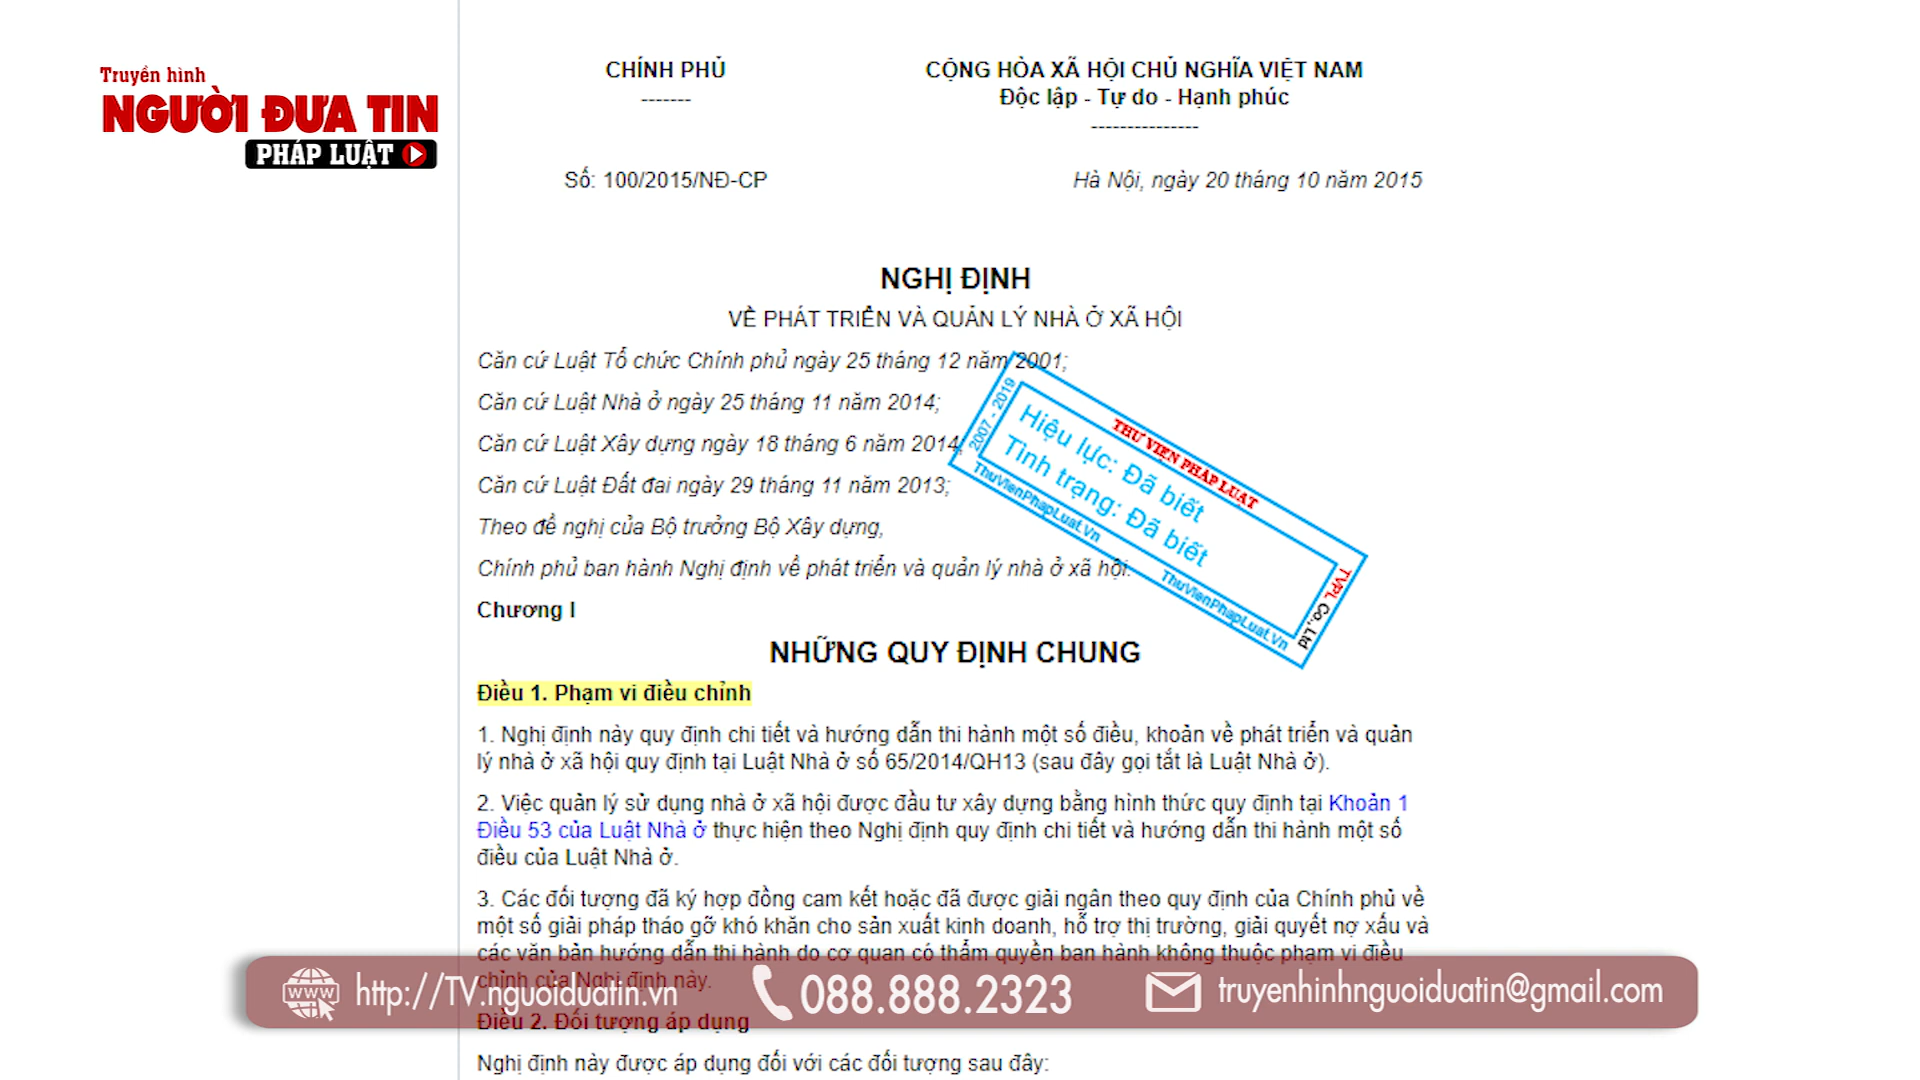 Truyền hình
NGƯỜI ĐƯA TIN
PHÁP LUẬT
CHÍNH PHỦ
-------
CỘNG HÒA XÃ HỘI CHỦ NGHĨA VIỆT NAM
Độc lập - Tự do - Hạnh phúc
---------------
Số: 100/2015/NĐ-CP
Hà Nội, ngày 20 tháng 10 năm 2015
NGHỊ ĐỊNH
VỀ PHÁT TRIỂN VÀ QUẢN LÝ NHÀ Ở XÃ HỘI
Căn cứ Luật Tổ chức Chính phủ ngày 25 tháng 12 năm 2001;
Căn cứ Luật Nhà ở ngày 25 tháng 11 năm 2014;
Căn cứ Luật Xây dựng ngày 18 tháng 6 năm 2014;
Căn cứ Luật Đất đai ngày 29 tháng 11 năm 2013;
Theo đề nghị của Bộ trưởng Bộ Xây dựng,
Chính phủ ban hành Nghị định về phát triển và quản lý nhà ở xã hội.
THƯ VIỆN PHÁP LUẬT
2007 - 2019
Hiệu lực: Đã biết
Tình trạng: Đã biết
ThuVienPhapLuat.Vn
ThuVienPhapLuat.Vn
TVPL Co.,Ltd
Chương I
NHỮNG QUY ĐỊNH CHUNG
Điều 1. Phạm vi điều chỉnh
1. Nghị định này quy định chi tiết và hướng dẫn thi hành một số điều, khoản về phát triển và quản
lý nhà ở xã hội quy định tại Luật Nhà ở số 65/2014/QH13 (sau đây gọi tắt là Luật Nhà ở).
2. Việc quản lý sử dụng nhà ở xã hội được đầu tư xây dựng bằng hình thức quy định tại Khoản 1
Điều 53 của Luật Nhà ở thực hiện theo Nghị định quy định chi tiết và hướng dẫn thi hành một số
điều của Luật Nhà ở.
3. Các đối tượng đã ký hợp đồng cam kết hoặc đã được giải ngân theo quy định của Chính phủ về
một số giải pháp tháo gỡ khó khăn cho sản xuất kinh doanh, hỗ trợ thị trường, giải quyết nợ xấu và
các văn bản hướng dẫn thi hành do cơ quan có thẩm quyền ban hành không thuộc phạm vi điều
chỉnh của Nghị định này.
www http://TV.nguoiduatin.vn
088.888.2323
truyenhinhnguoiduatin@gmail.com
Điều 2. Đối tượng áp dụng
Nghị định này được áp dụng đối với các đối tượng sau đây: